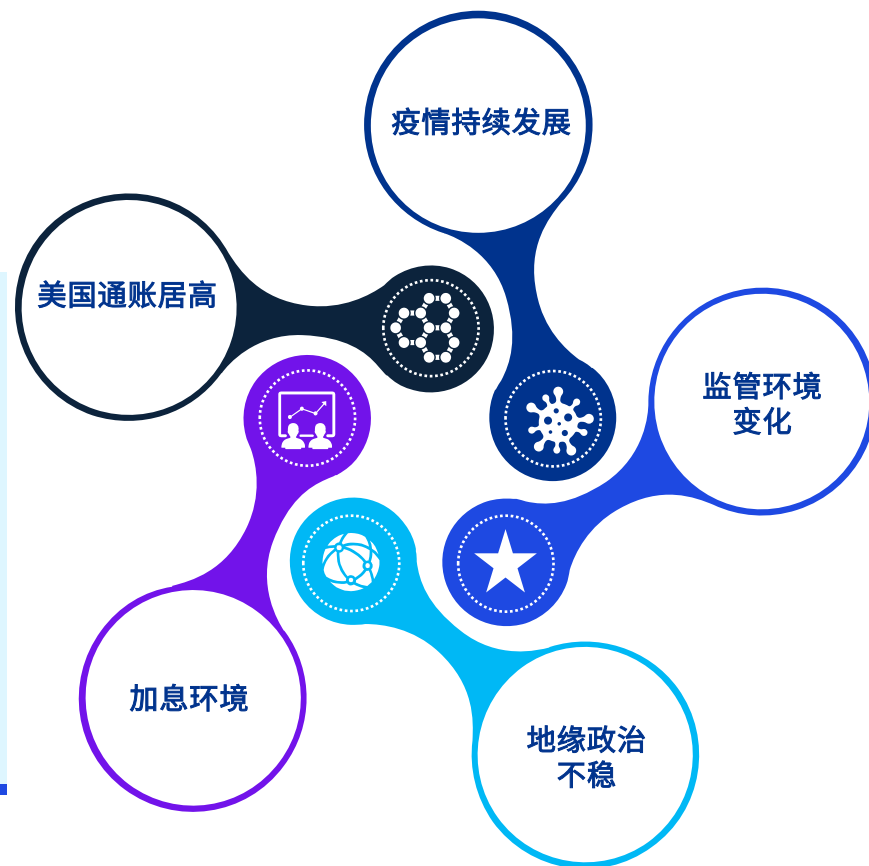 疫情持续发展
美国通账居高
监管环境
变化
加息环境
地缘政治
不稳